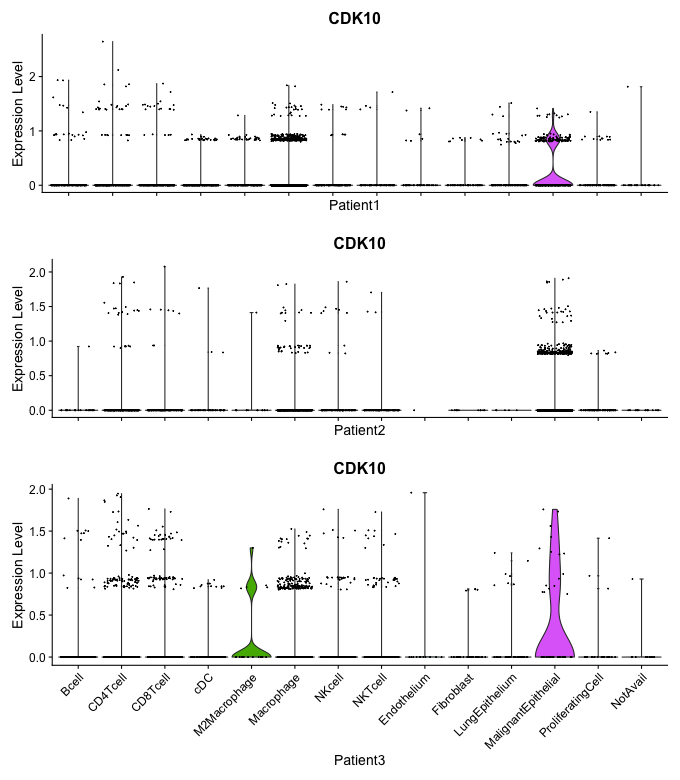 CDK10
Expression Level
2
1
0
Patient1
CDK10
Expression Level
2.0
1.5
1.0
0.5
0.0
Patient2
CDK10
Expression Level
2.0
1.5
1.0
0.5
0.0
Bcell
CD4Tcell
CD8Tcell
cDC
M2Macrophage
Macrophage
NKcell
NKTcell
Endothelium
Fibroblast
LungEpithelium
MalignantEpithelial
ProliferatingCell
NotAvail
Patient3